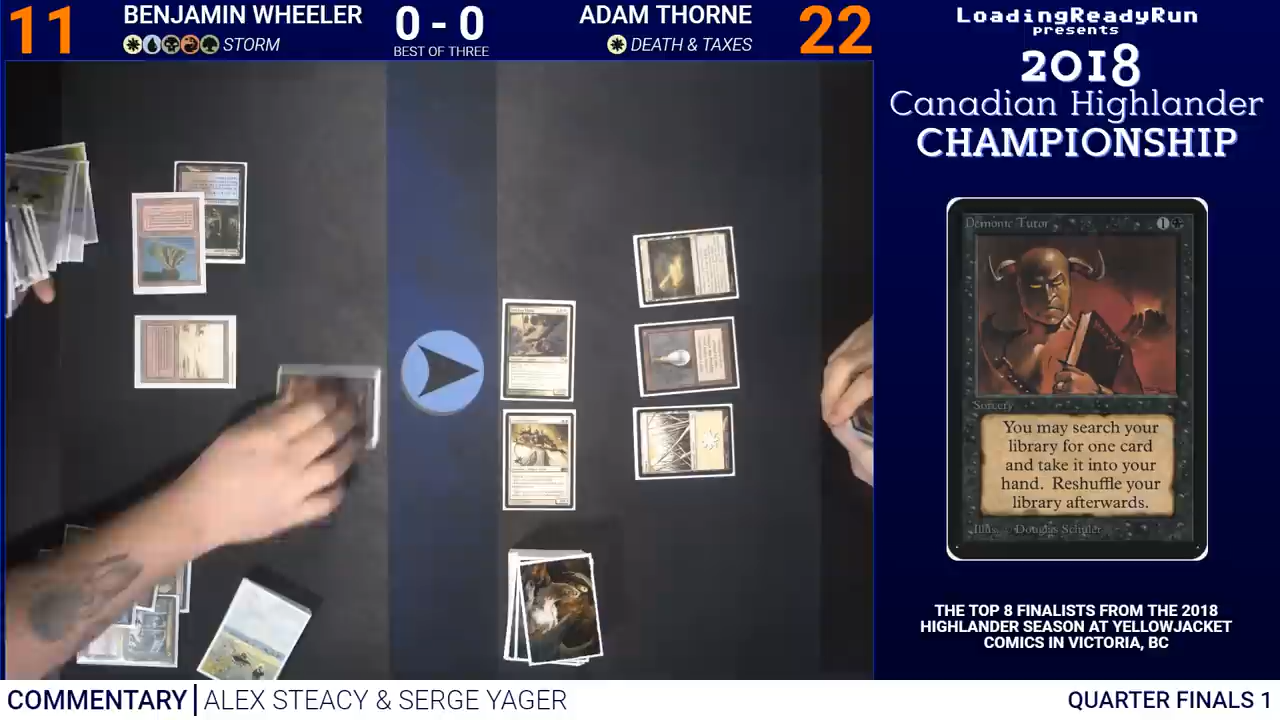 11
BENJAMIN WHEELER
STORM
0 - 0
BEST OF THREE
ADAM THORNE
DEATH & TAXES
22
LoadingReadyRun
presents
2018
Canadian Highlander
CHAMPIONSHIP
Demonic Tutor 1
Sorcery
You may search your
library for one card
and take it into your
hand. Reshuffle your
library afterwards.
Illus. Douglas Schuler
THE TOP 8 FINALISTS FROM THE 2018
HIGHLANDER SEASON AT YELLOWJACKET
COMICS IN VICTORIA, BC
COMMENTARY | ALEX STEACY & SERGE YAGER
QUARTER FINALS 1